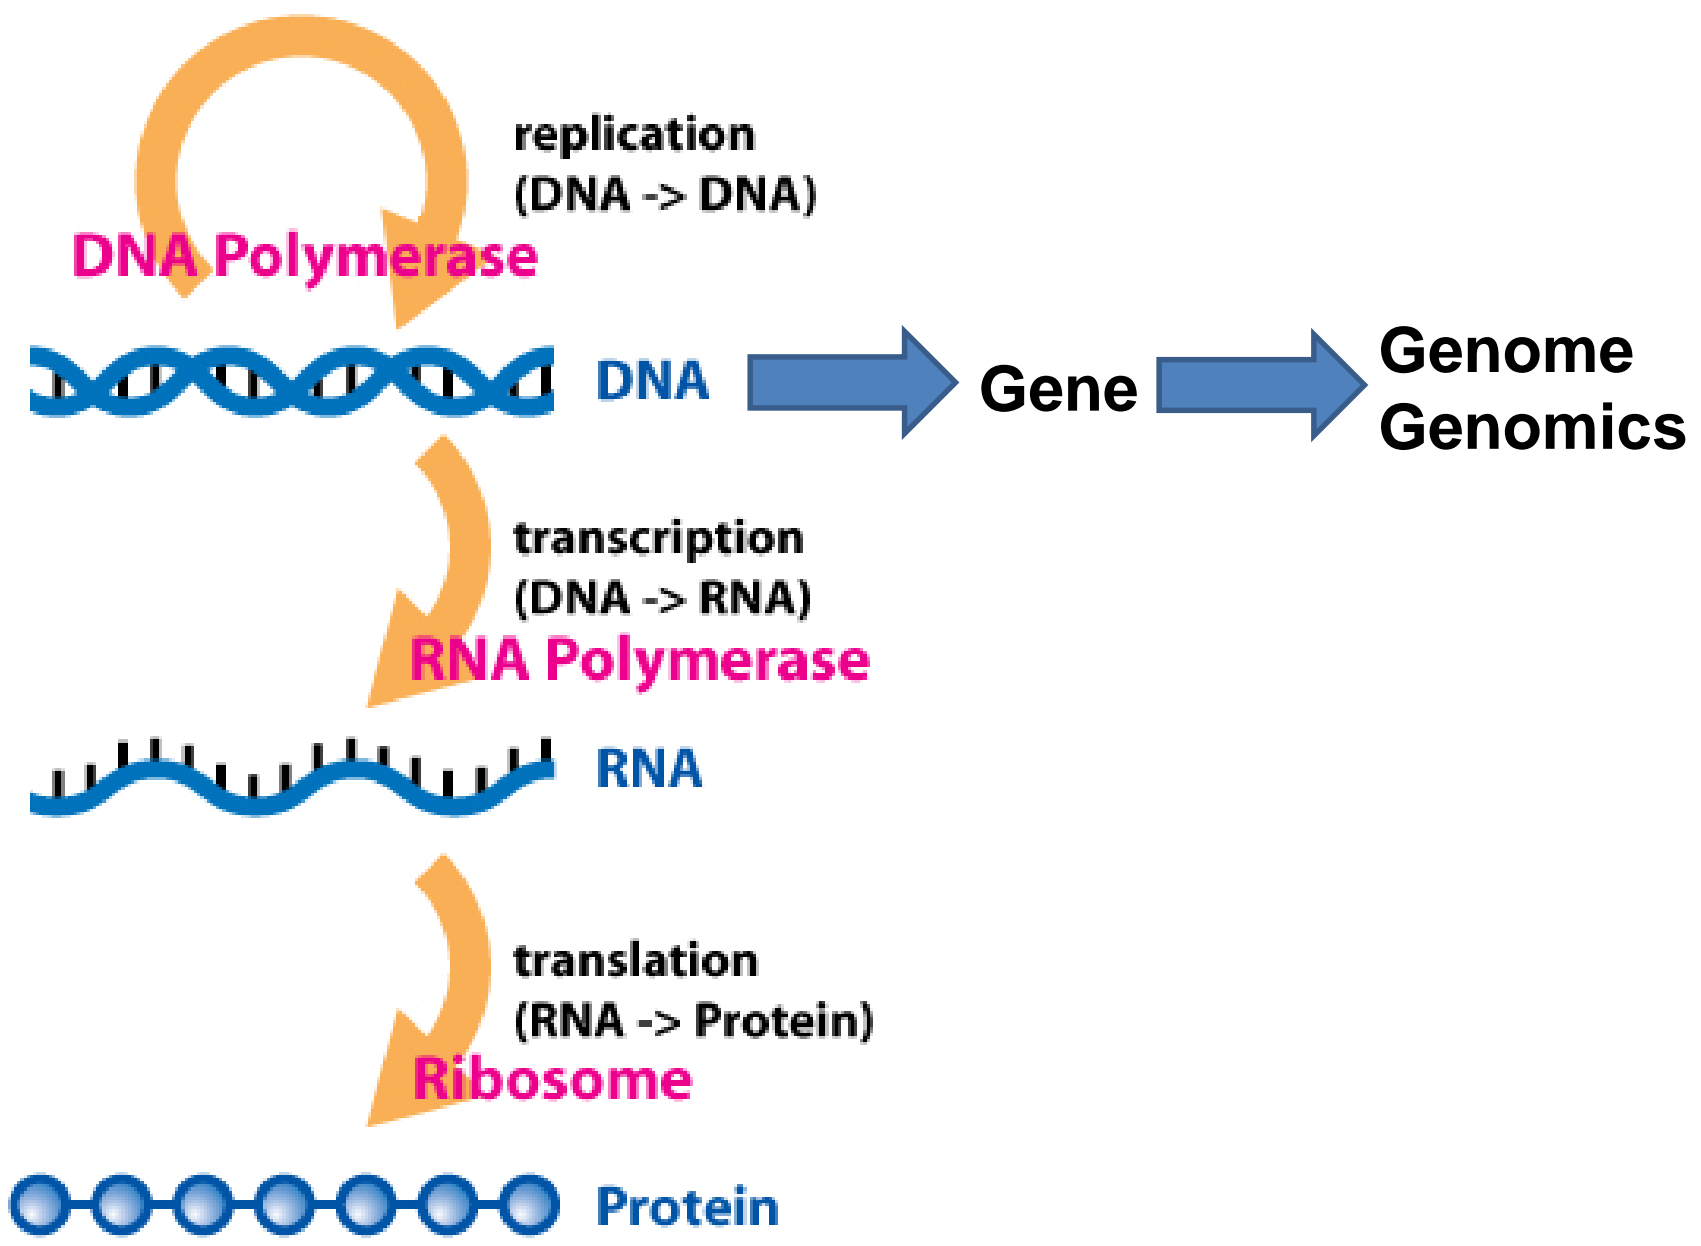 replication
(DNA -> DNA)
DNA Polymerase
DNA
Gene
Genome
Genomics
transcription
(DNA -> RNA)
RNA Polymerase
RNA
translation
(RNA -> Protein)
Ribosome
Protein